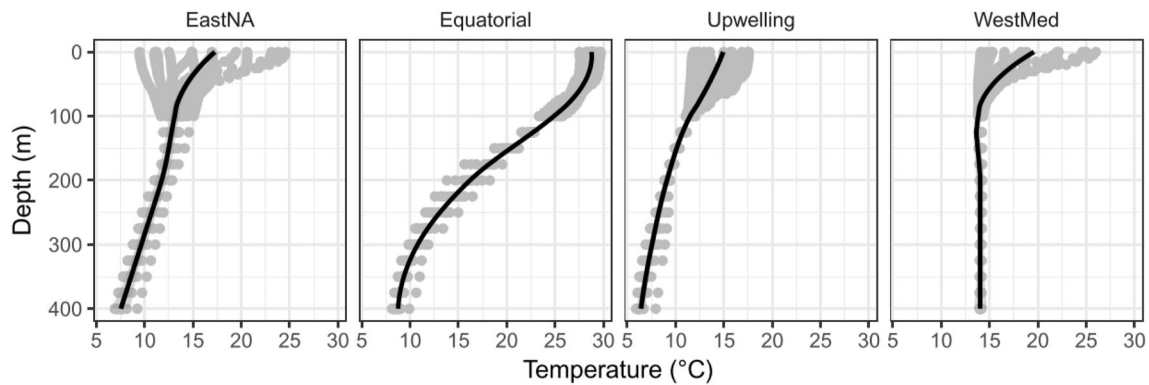 EastNA Equatorial Upwelling WestMed
Depth (m)
0
100
200
300
400
5 10 15 20 25 30 5 10 15 20 25 30 5 10 15 20 25 30 5 10 15 20 25 30
Temperature (°C)